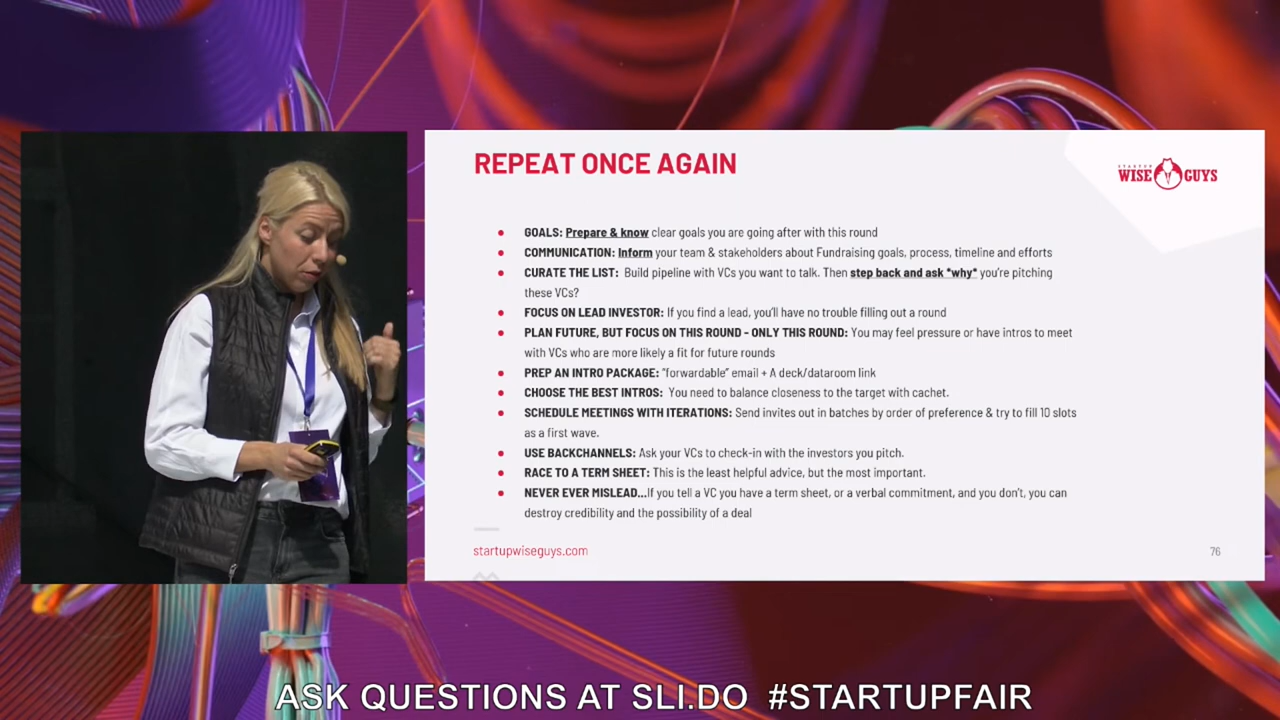 REPEAT ONCE AGAIN
STARTUP
WISE GUYS
GOALS: Prepare & know clear goals you are going after with this round
COMMUNICATION: Inform your team & stakeholders about Fundraising goals, process, timeline and efforts
CURATE THE LIST: Build pipeline with VCs you want to talk. Then step back and ask *why* you're pitching
these VCs?
FOCUS ON LEAD INVESTOR: If you find a lead, you'll have no trouble filling out a round
PLAN FUTURE, BUT FOCUS ON THIS ROUND - ONLY THIS ROUND: You may feel pressure or have intros to meet
with VCs who are more likely a fit for future rounds
PREP AN INTRO PACKAGE: "forwardable" email + A deck/dataroom link
CHOOSE THE BEST INTROS: You need to balance closeness to the target with cachet.
SCHEDULE MEETINGS WITH ITERATIONS: Send invites out in batches by order of preference & try to fill 10 slots
as a first wave.
USE BACKCHANNELS: Ask your VCs to check-in with the investors you pitch.
RACE TO A TERM SHEET: This is the least helpful advice, but the most important.
NEVER EVER MISLEAD...If you tell a VC you have a term sheet, or a verbal commitment, and you don't, you can
destroy credibility and the possibility of a deal
startupwiseguys.com
76
ASK QUESTIONS AT SLI.DO #STARTUPFAIR